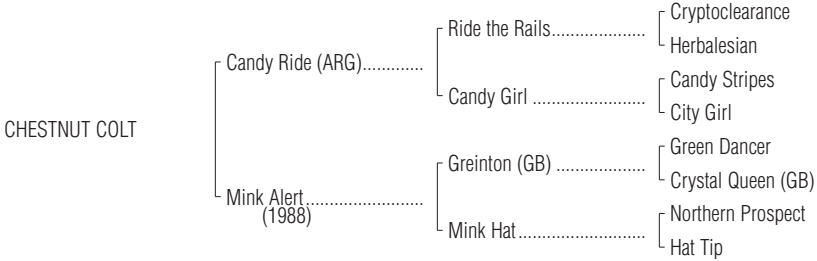 Cryptoclearance
Ride the Rails....................
Herbalesian
Candy Ride (ARG).............
Candy Stripes
Candy Girl ........................
City Girl
CHESTNUT COLT
Green Dancer
Greinton (GB) ...................
Crystal Queen (GB)
Mink Alert.........................
(1988)
Northern Prospect
Mink Hat...........................
Hat Tip